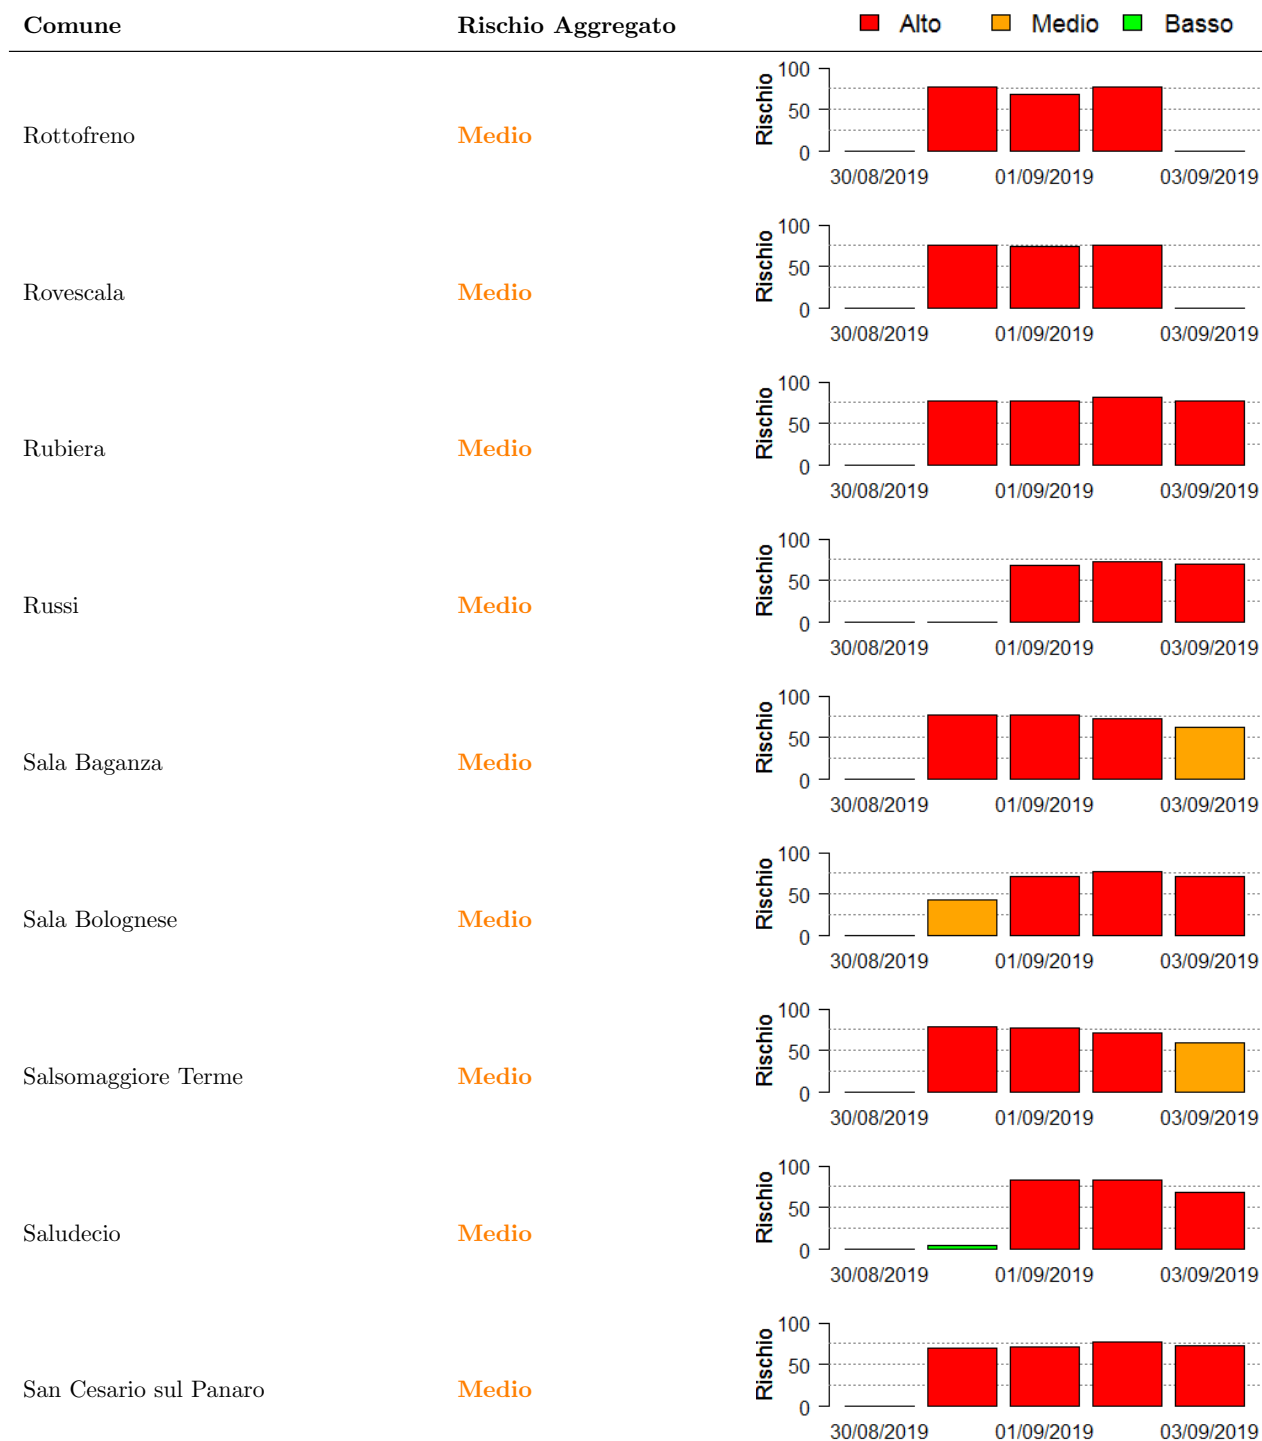 Comune Rischio Aggregato Alto Medio Basso
Rottofreno Medio Rischio 100 50 0
30/08/2019 01/09/2019 03/09/2019
Rovescala Medio Rischio 100 50 0
30/08/2019 01/09/2019 03/09/2019
Rubiera Medio Rischio 100 50 0
30/08/2019 01/09/2019 03/09/2019
Russi Medio Rischio 100 50 0
30/08/2019 01/09/2019 03/09/2019
Sala Baganza Medio Rischio 100 50 0
30/08/2019 01/09/2019 03/09/2019
Sala Bolognese Medio Rischio 100 50 0
30/08/2019 01/09/2019 03/09/2019
Salsomaggiore Terme Medio Rischio 100 50 0
30/08/2019 01/09/2019 03/09/2019
Saludecio Medio Rischio 100 50 0
30/08/2019 01/09/2019 03/09/2019
San Cesario sul Panaro Medio Rischio 100 50 0
30/08/2019 01/09/2019 03/09/2019